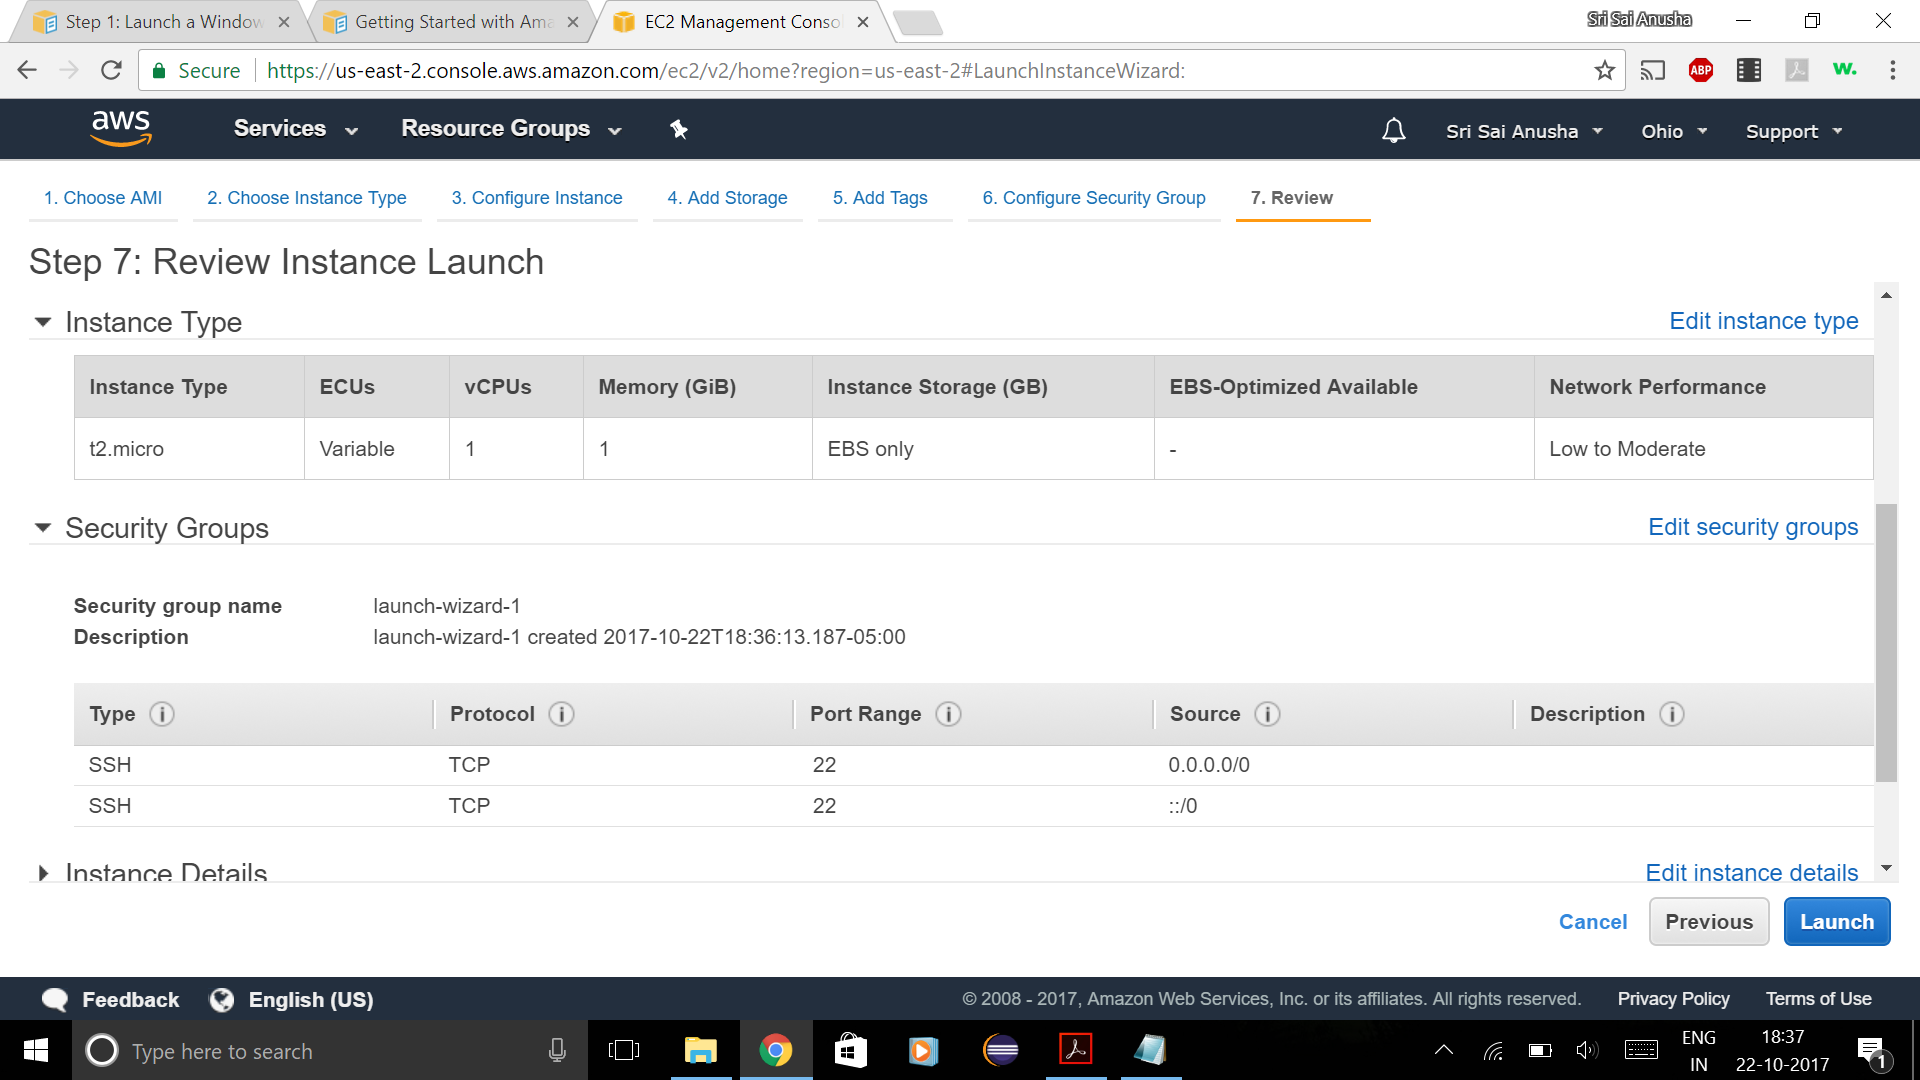 Step 1: Launch a Window
Getting Started with Ama
EC2 Management Conso
Sri Sai Anusha
Secure
https://us-east-2.console.aws.amazon.com/ec2/v2/home?region=us-east-2#LaunchInstanceWizard:
ABP
w.
aws
Services
Resource Groups
Sri Sai Anusha
Ohio
Support
1. Choose AMI
2. Choose Instance Type
3. Configure Instance
4. Add Storage
5. Add Tags
6. Configure Security Group
7. Review
Step 7: Review Instance Launch
Instance Type
Edit instance type
Instance Type ECUs vCPUs Memory (GiB) Instance Storage (GB) EBS-Optimized Available Network Performance
t2.micro Variable 1 1 EBS only - Low to Moderate
Security Groups
Edit security groups
Security group name launch-wizard-1
Description launch-wizard-1 created 2017-10-22T18:36:13.187-05:00
Type i Protocol i Port Range i Source i Description i
SSH TCP 22 0.0.0.0/0
SSH TCP 22 ::/0
Instance Details
Edit instance details
Cancel
Previous
Launch
Feedback
English (US)
© 2008 - 2017, Amazon Web Services, Inc. or its affiliates. All rights reserved.
Privacy Policy
Terms of Use
Type here to search
ENG
IN
18:37
22-10-2017
1